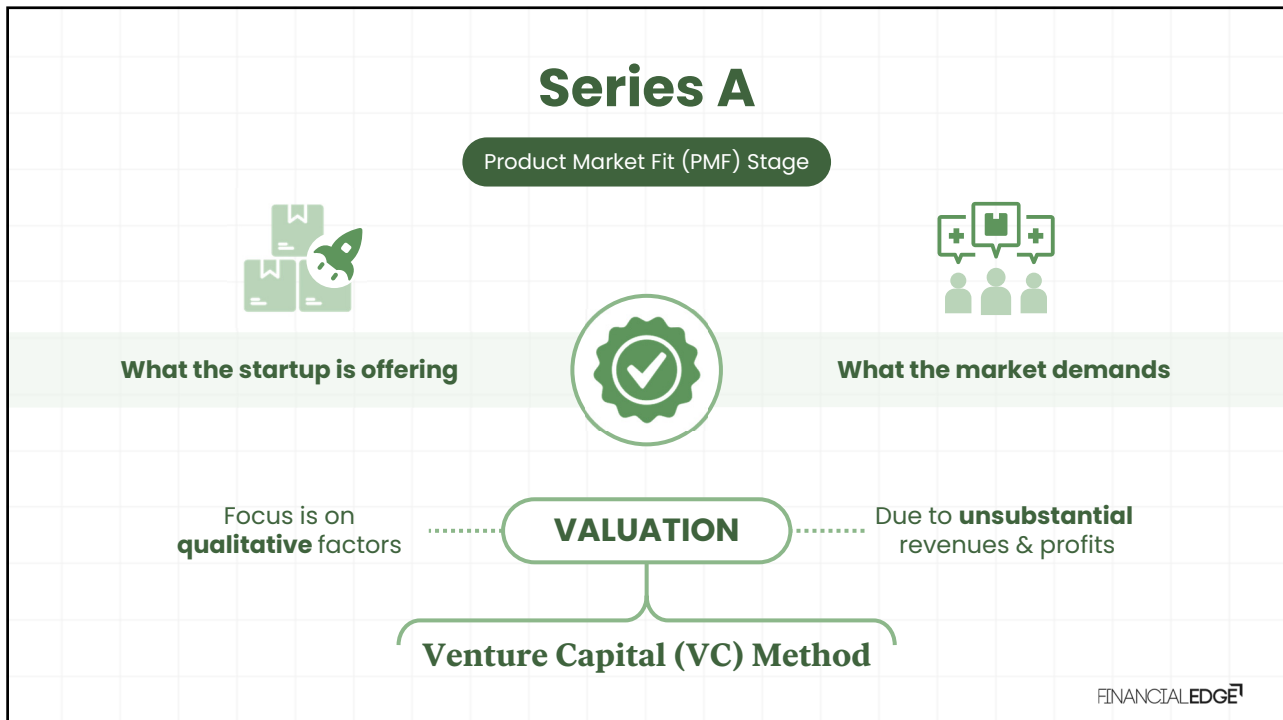 Series A
Product Market Fit (PMF) Stage
What the startup is offering
What the market demands
Focus is on
qualitative factors
VALUATION
Due to unsubstantial
revenues & profits
Venture Capital (VC) Method
FINANCIALEDGE